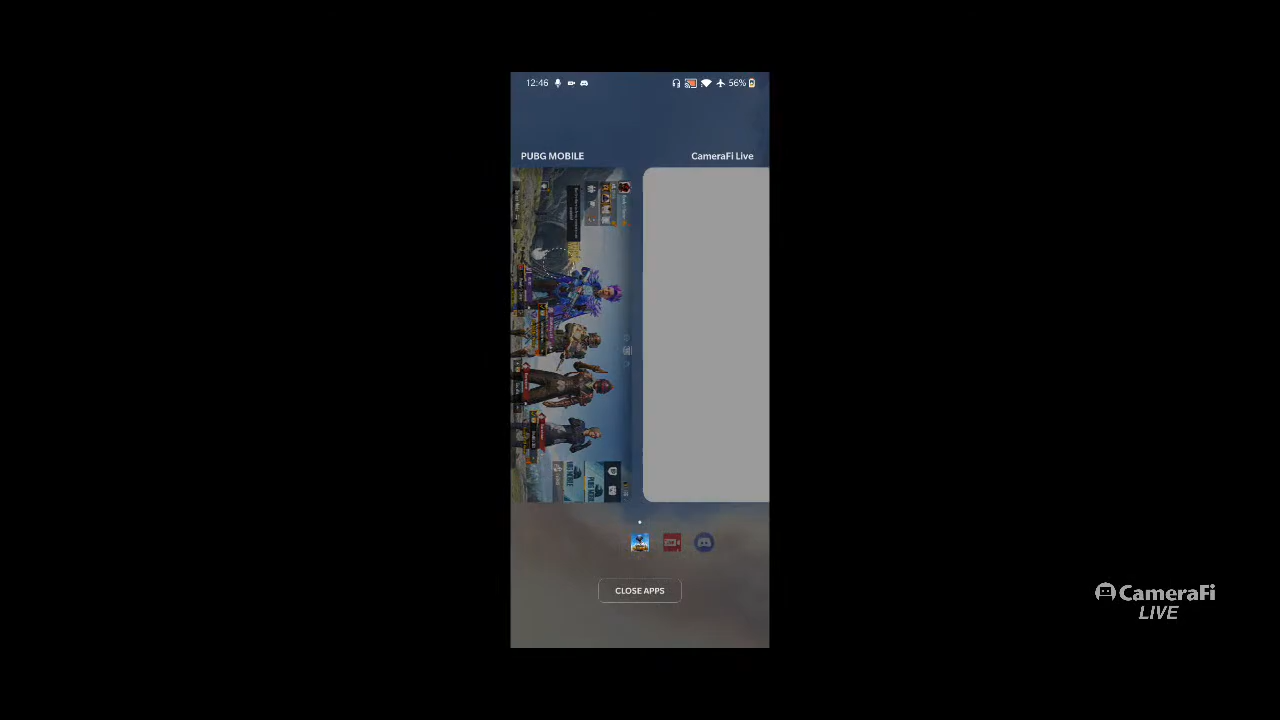 12:46
56%
PUBG MOBILE
CameraFi Live
CLOSE APPS
CameraFi
LIVE